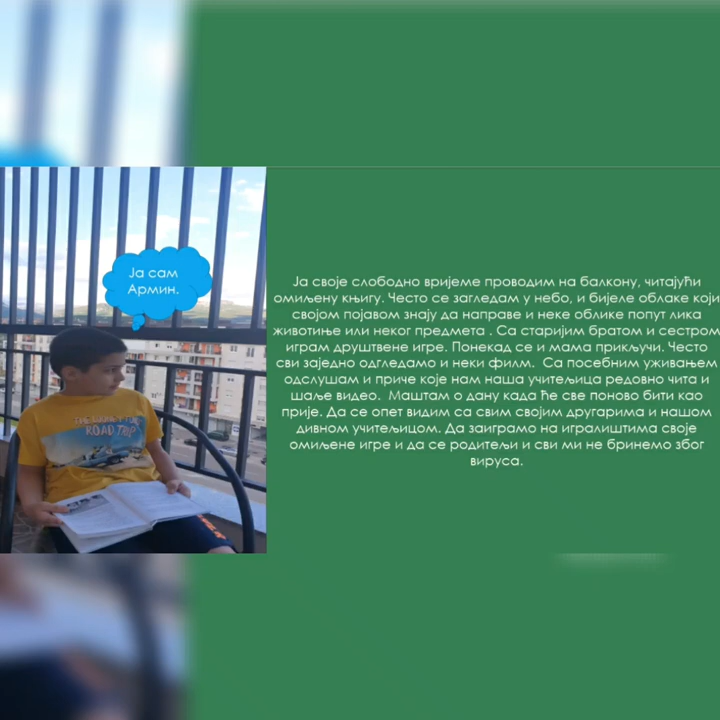 Ја сам
Армин.
Ја своје слободно вријеме проводим на балкону, читајући
омиљену књигу. Често се загледам у небо, и бијеле облаке који
својом појавом знају да направе и неке облике попут лика
животиње или неког предмета . Са старијим братом и сестром
играм друштвене игре. Понекад се и мама прикључи. Често
сви заједно одгледамо и неки филм. Са посебним уживањем
одслушам и приче које нам наша учитељица редовно чита и
шаље видео. Маштам о дану када ће све поново бити као
прије. Да се опет видим са свим својим другарима и нашом
дивном учитељицом. Да заиграмо на игралиштима своје
омиљене игре и да се родитељи и сви ми не бринемо због
вируса.
ROAD TRIP